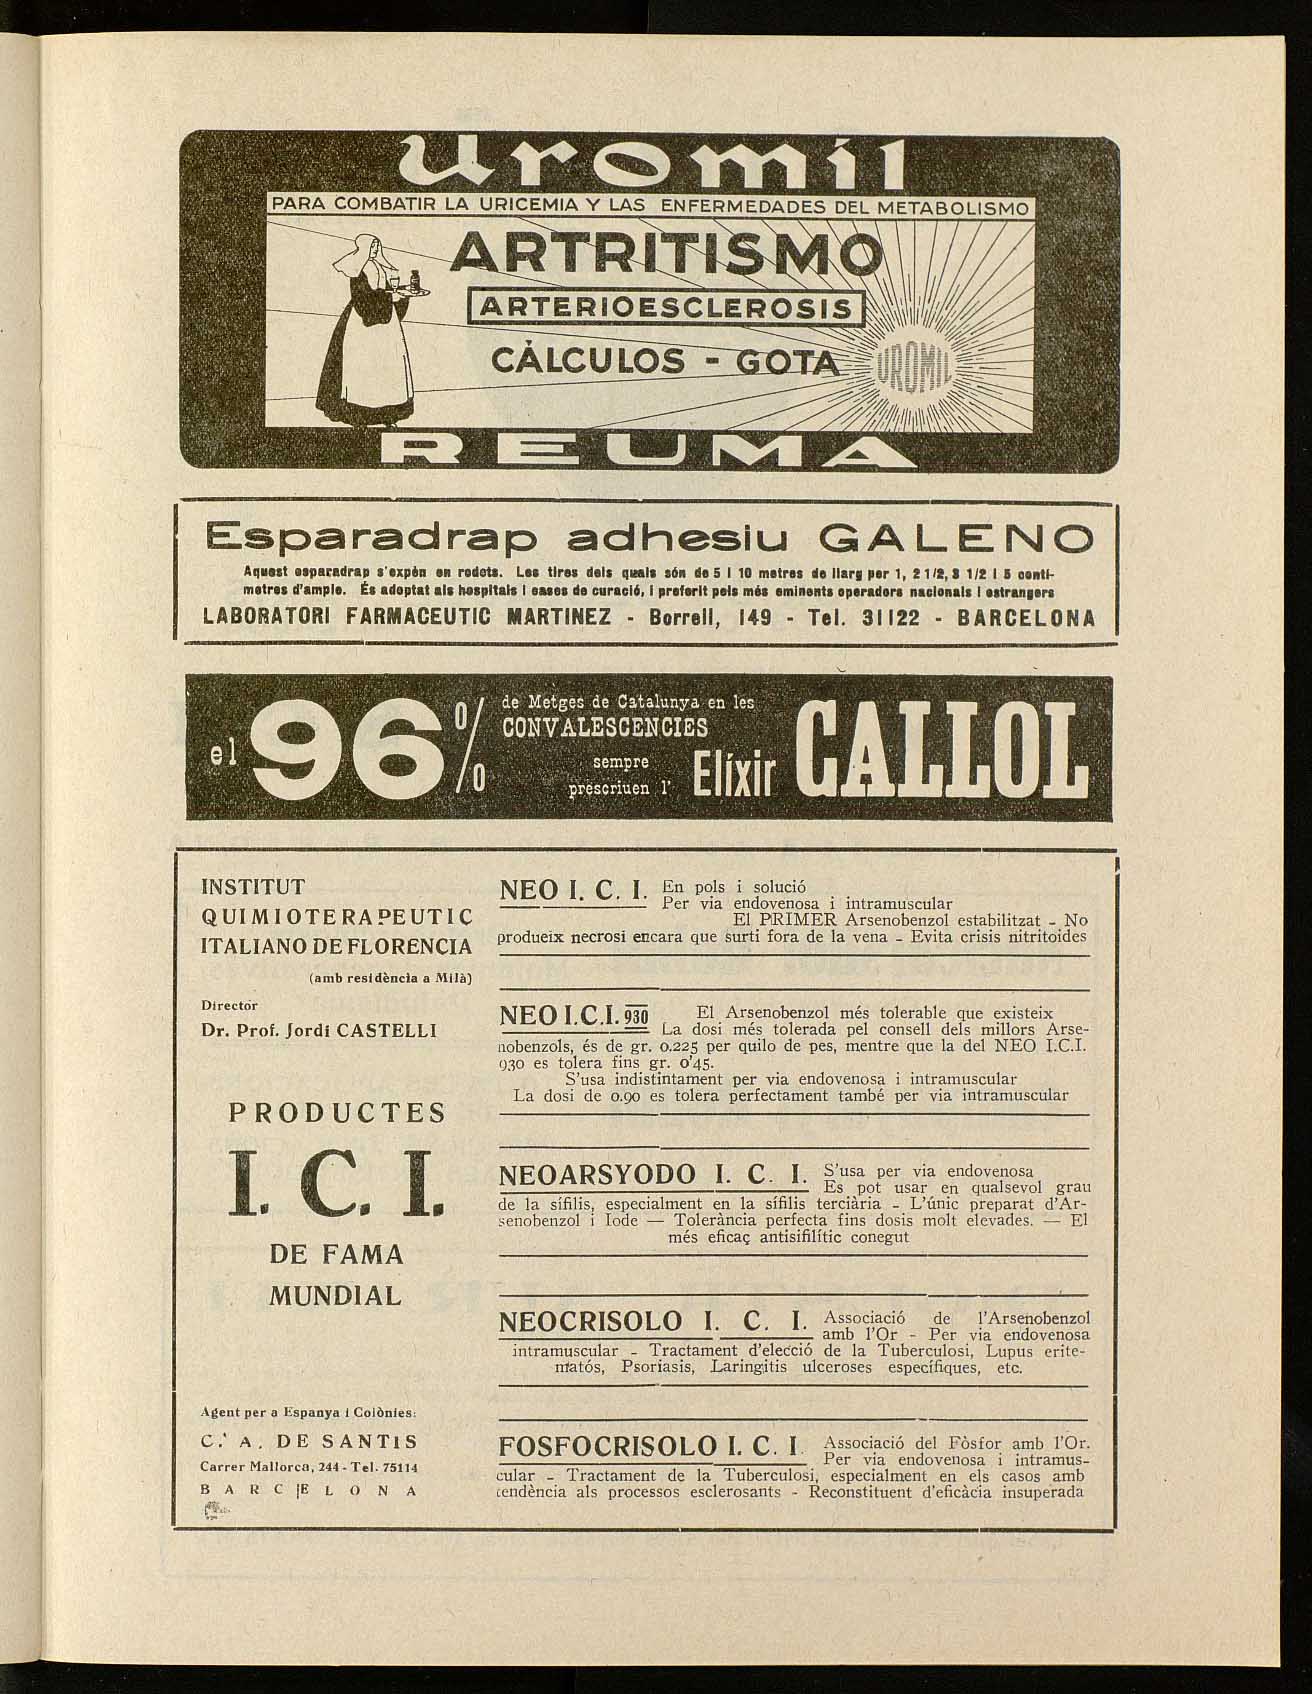 Uromil
PARA COMBATIR LA URICEMIA Y LAS ENFERMEDADES DEL METABOLISMO
ARTRITISMO
ARTERIOESCLEROSIS
CÁLCULOS - GOTA
UROMIL
REUMA
Esparadrap adhesiu GALENO
Aquest esparadrap s'expèn en rodets. Les tires dels quals són de 5 i 10 metres de llarg per 1, 2 1/2, 3 1/2 i 5 centí-
metres d'ample. És adoptat als hospitals i cases de curació, i preferit pels més eminents operadors nacionals i estrangers
LABORATORI FARMACEUTIC MARTINEZ - Borrell, 149 - Tel. 31122 - BARCELONA
el 96 %
de Metges de Catalunya en les
CONVALESCENCIES
sempre
prescriuen l'
Elíxir CALLOL
INSTITUT
QUIMIOTERAPEUTIC
ITALIANO DE FLORENCIA
(amb residència a Milà)
Director
Dr. Prof. Jordi CASTELLI
PRODUCTES
I. C. I.
DE FAMA
MUNDIAL
Agent per a Espanya i Colònies:
C.' A. DE SANTIS
Carrer Mallorca, 244 - Tel. 75114
BARCELONA
NEO I. C. I. En pols i solució
Per via endovenosa i intramuscular
El PRIMER Arsenobenzol estabilitzat - No
produeix necrosi encara que surti fora de la vena - Evita crisis nitritoides
NEO I.C.I. 930 El Arsenobenzol més tolerable que existeix
La dosi més tolerada pel consell dels millors Arse-
nobenzols, és de gr. 0.225 per quilo de pes, mentre que la del NEO I.C.I.
930 es tolera fins gr. 0'45.
S'usa indistintament per via endovenosa i intramuscular
La dosi de 0.90 es tolera perfectament també per via intramuscular
NEOARSYODO I. C. I. S'usa per via endovenosa
Es pot usar en qualsevol grau
de la sífilis, especialment en la sífilis terciària - L'únic preparat d'Ar-
senobenzol i Iode — Tolerància perfecta fins dosis molt elevades. — El
més eficaç antisifilític conegut
NEOCRISOLO I. C. I. Associació de l'Arsenobenzol
amb l'Or - Per via endovenosa
intramuscular - Tractament d'elecció de la Tuberculosi, Lupus erite-
matós, Psoriasis, Laringitis ulceroses específiques, etc.
FOSFOCRISOLO I. C. I. Associació del Fòsfor amb l'Or.
Per via endovenosa i intramus-
cular - Tractament de la Tuberculosi, especialment en els casos amb
tendència als processos esclerosants - Reconstituent d'eficàcia insuperada